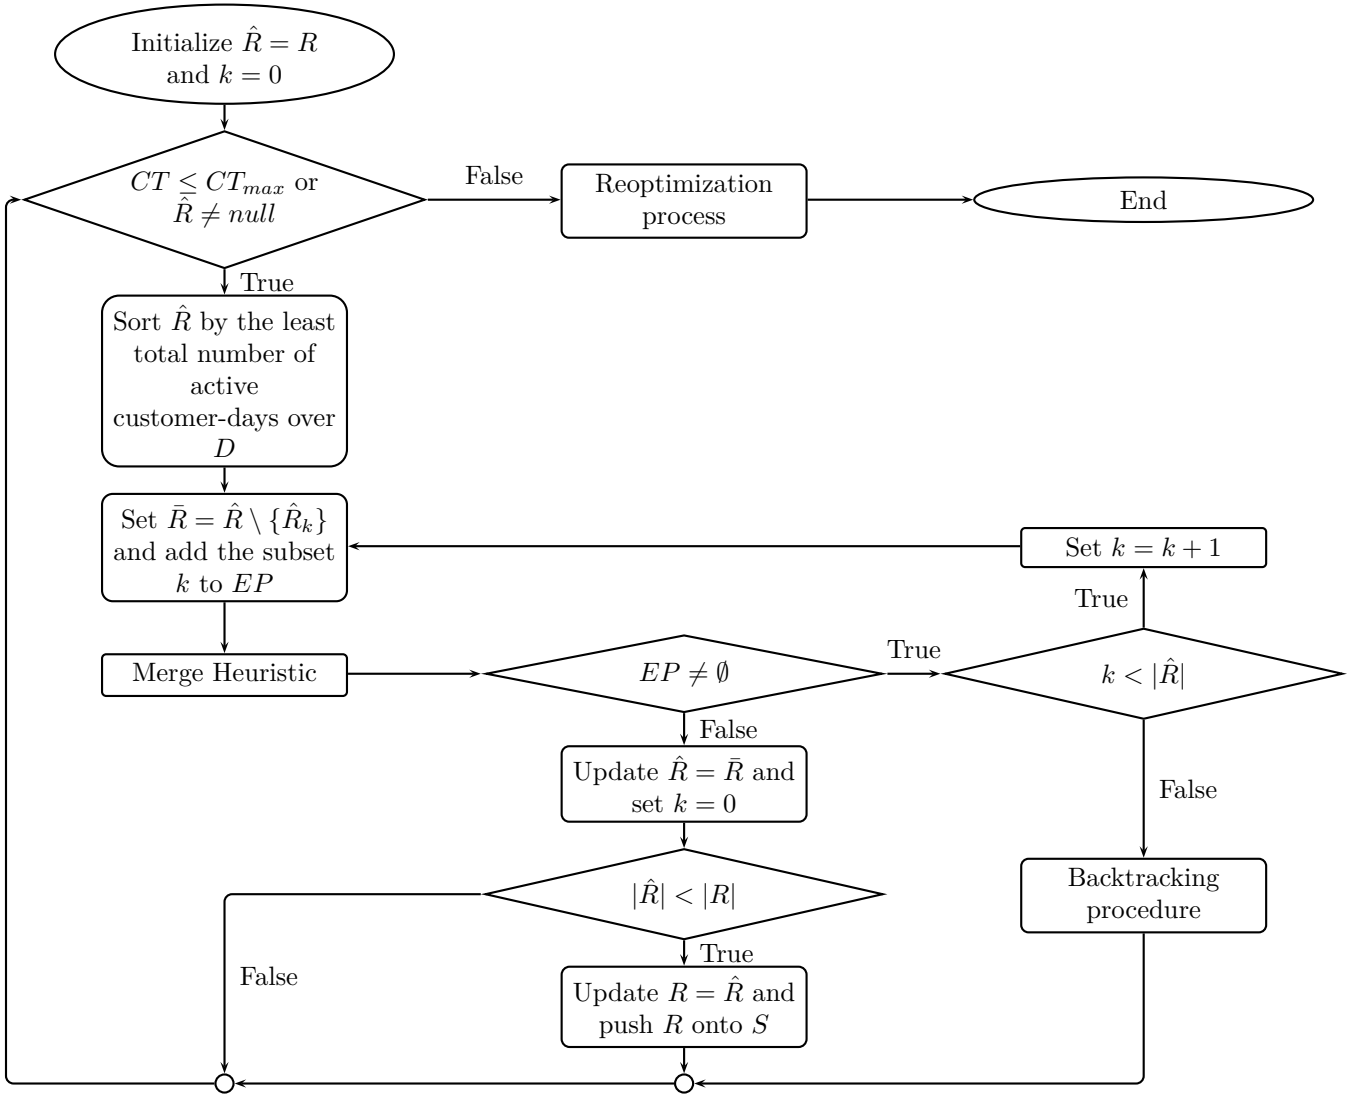 Initialize R̂ = R
and k = 0
CT ≤ CT_max or
R̂ ≠ null
False
Reoptimization
process
End
True
Sort R̂ by the least
total number of
active
customer-days over
D
Set R̄ = R̂ \ {R̂_k}
and add the subset
k to EP
Set k = k + 1
True
Merge Heuristic
EP ≠ ∅
True
k < |R̂|
False
Update R̂ = R̄ and
set k = 0
False
Backtracking
procedure
|R̂| < |R|
True
False
Update R = R̂ and
push R onto S